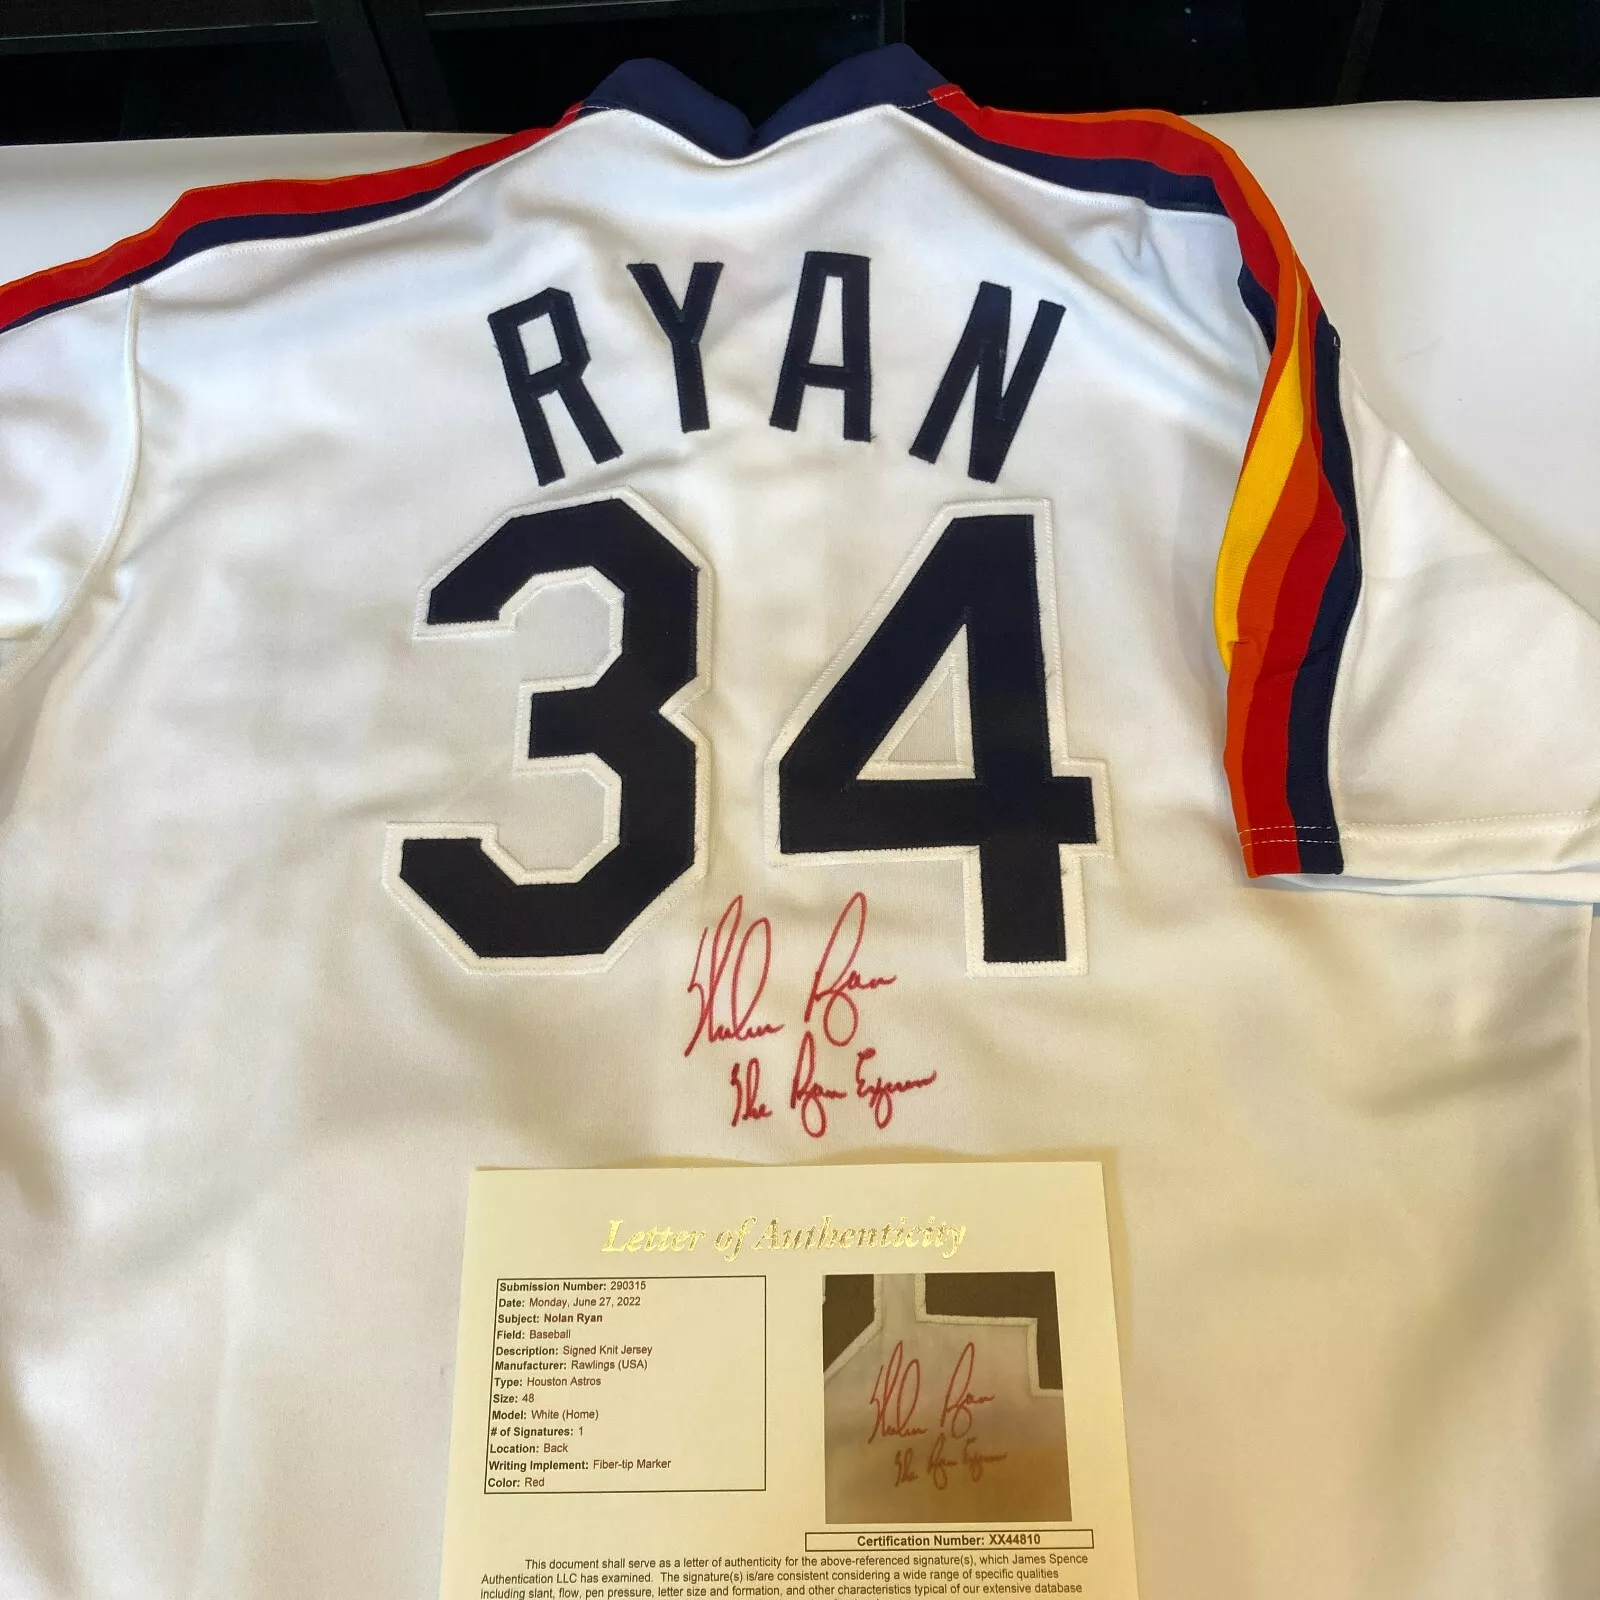 RYAN
34
Nolan Ryan
The Ryan Express
Letter of Authenticity
Submission Number: 290315
Date: Monday, June 27, 2022
Subject: Nolan Ryan
Field: Baseball
Description: Signed Knit Jersey
Manufacturer: Rawlings (USA)
Type: Houston Astros
Size: 48
Model: White (Home)
# of Signatures: 1
Location: Back
Writing Implement: Fiber-tip Marker
Color: Red
Nolan Ryan
The Ryan Express
Certification Number: XX44810
This document shall serve as a letter of authenticity for the above-referenced signature(s), which James Spence
Authentication LLC has examined. The signature(s) is/are consistent considering a wide range of specific qualities
including slant, flow, pen pressure, letter size and formation, and other characteristics typical of our extensive database